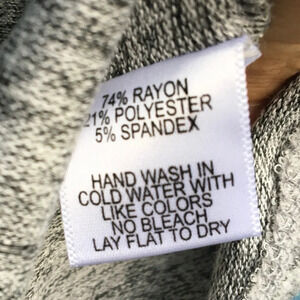 74% RAYON
21% POLYESTER
5% SPANDEX
HAND WASH IN
COLD WATER WITH
LIKE COLORS
NO BLEACH
LAY FLAT TO DRY